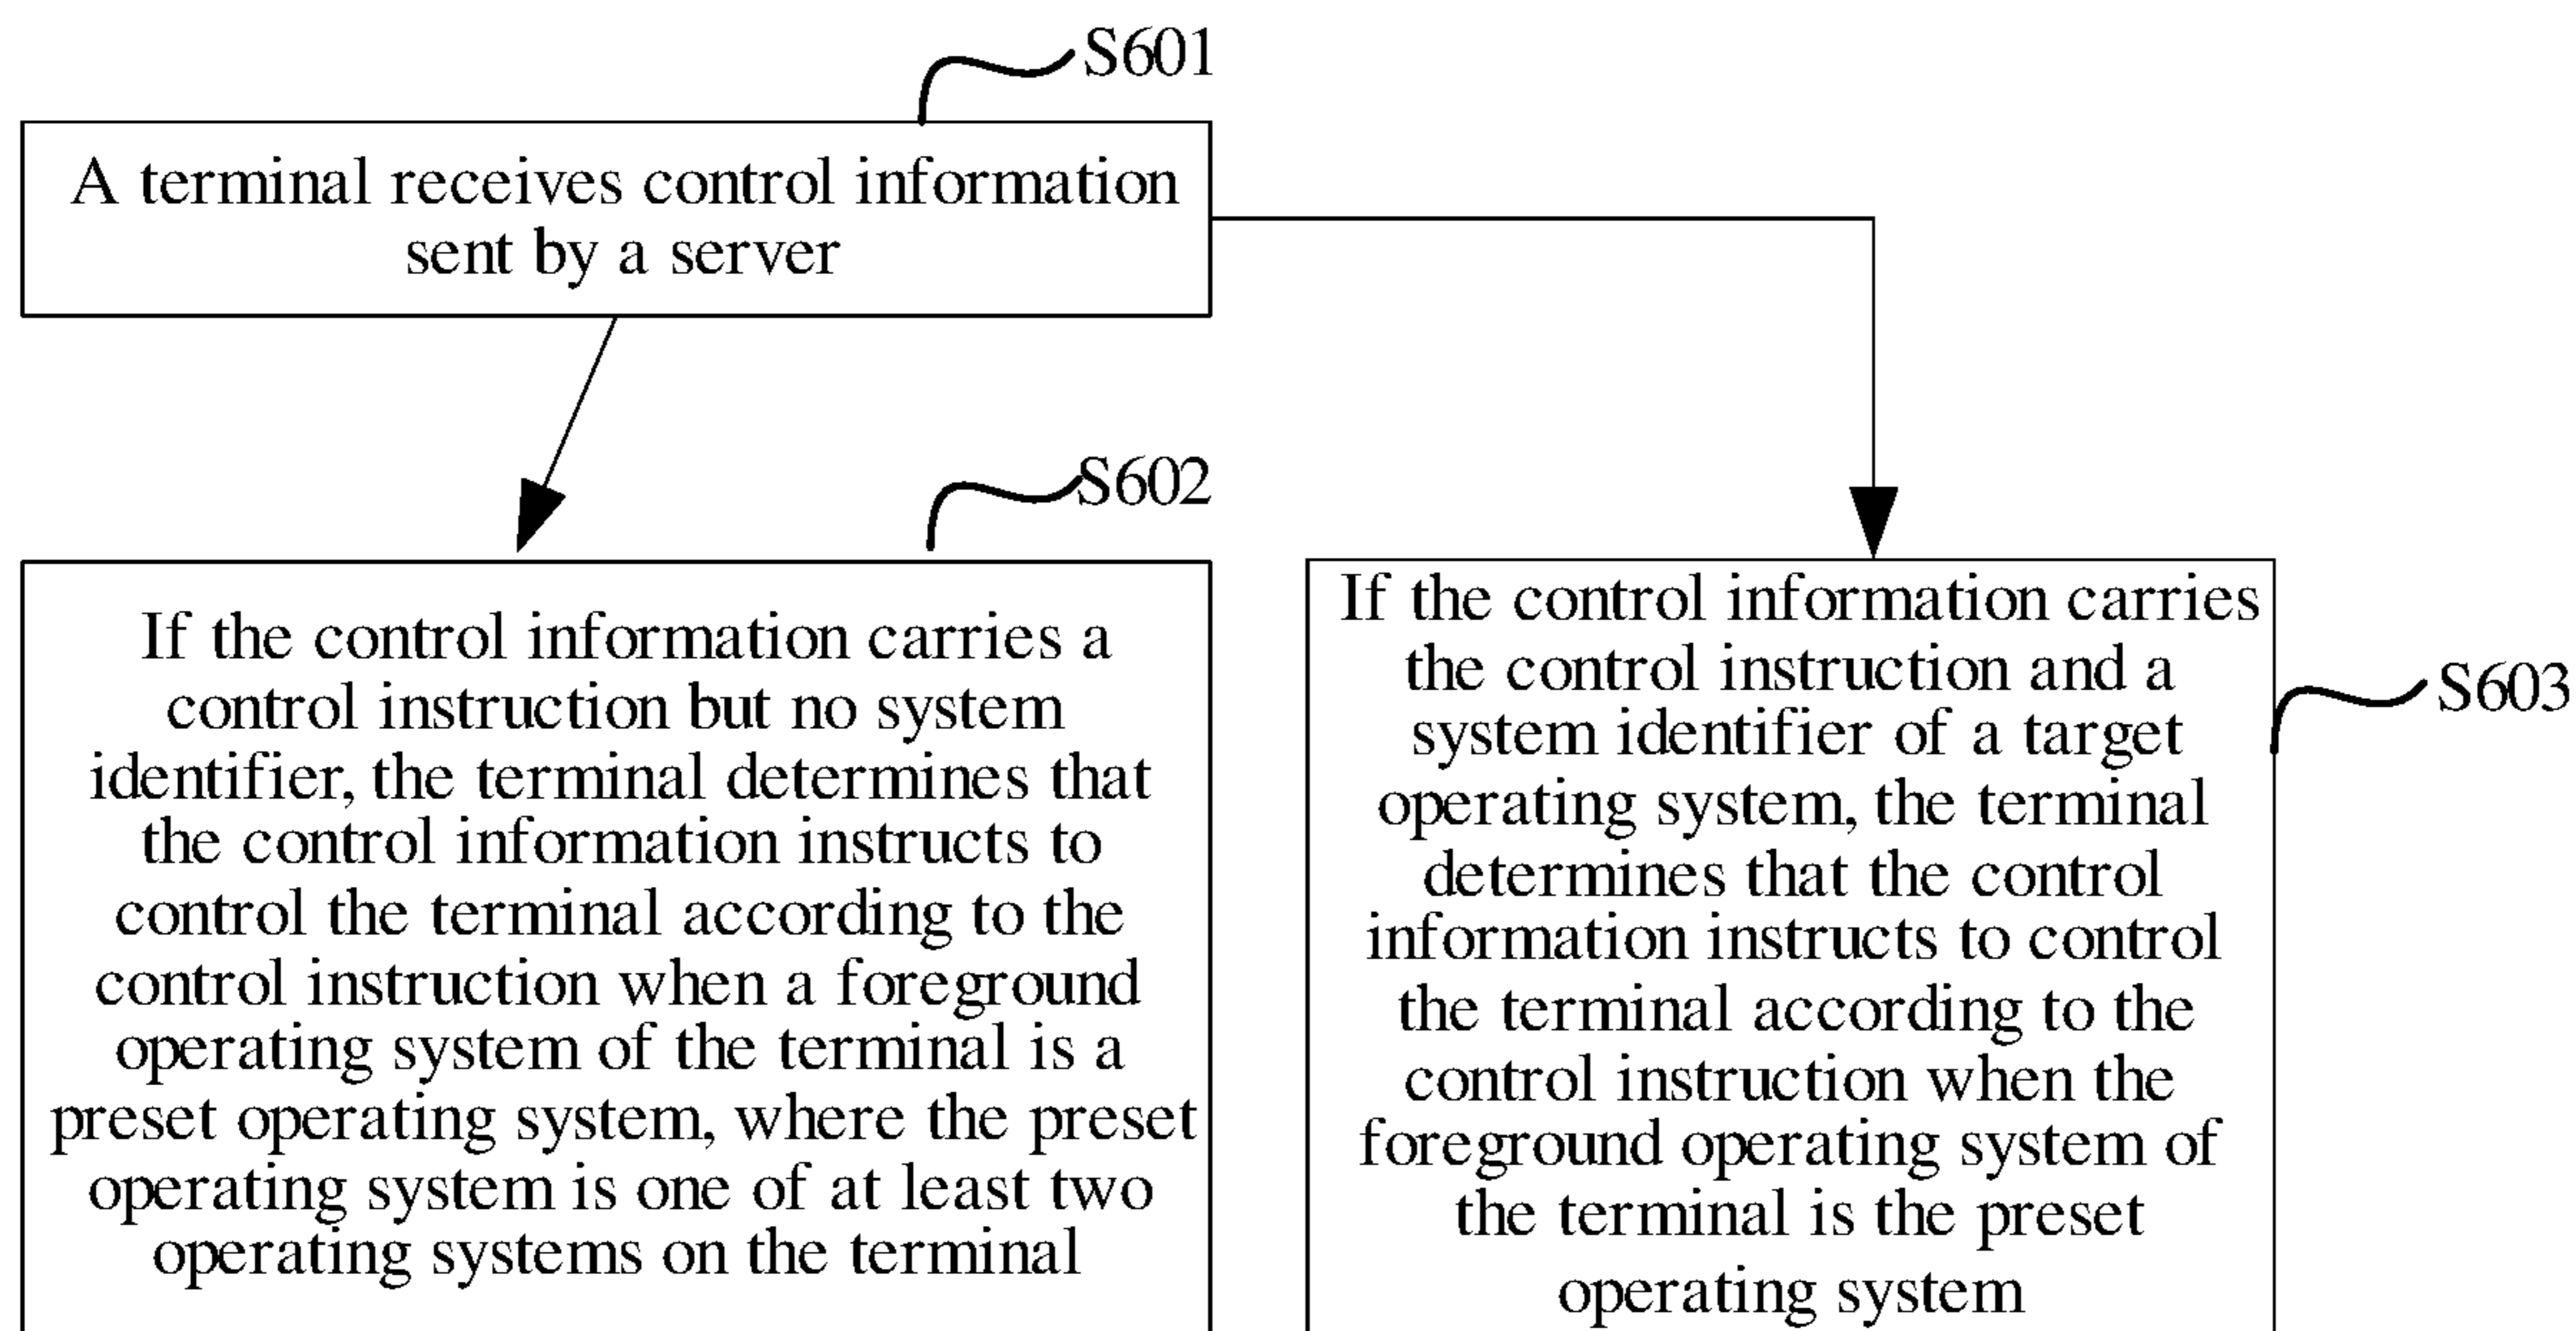 S601
A terminal receives control information
sent by a server
S602
If the control information carries a
control instruction but no system
identifier, the terminal determines that
the control information instructs to
control the terminal according to the
control instruction when a foreground
operating system of the terminal is a
preset operating system, where the preset
operating system is one of at least two
operating systems on the terminal
If the control information carries
the control instruction and a
system identifier of a target
operating system, the terminal
determines that the control
information instructs to control
the terminal according to the
control instruction when the
foreground operating system of
the terminal is the preset
operating system
S603